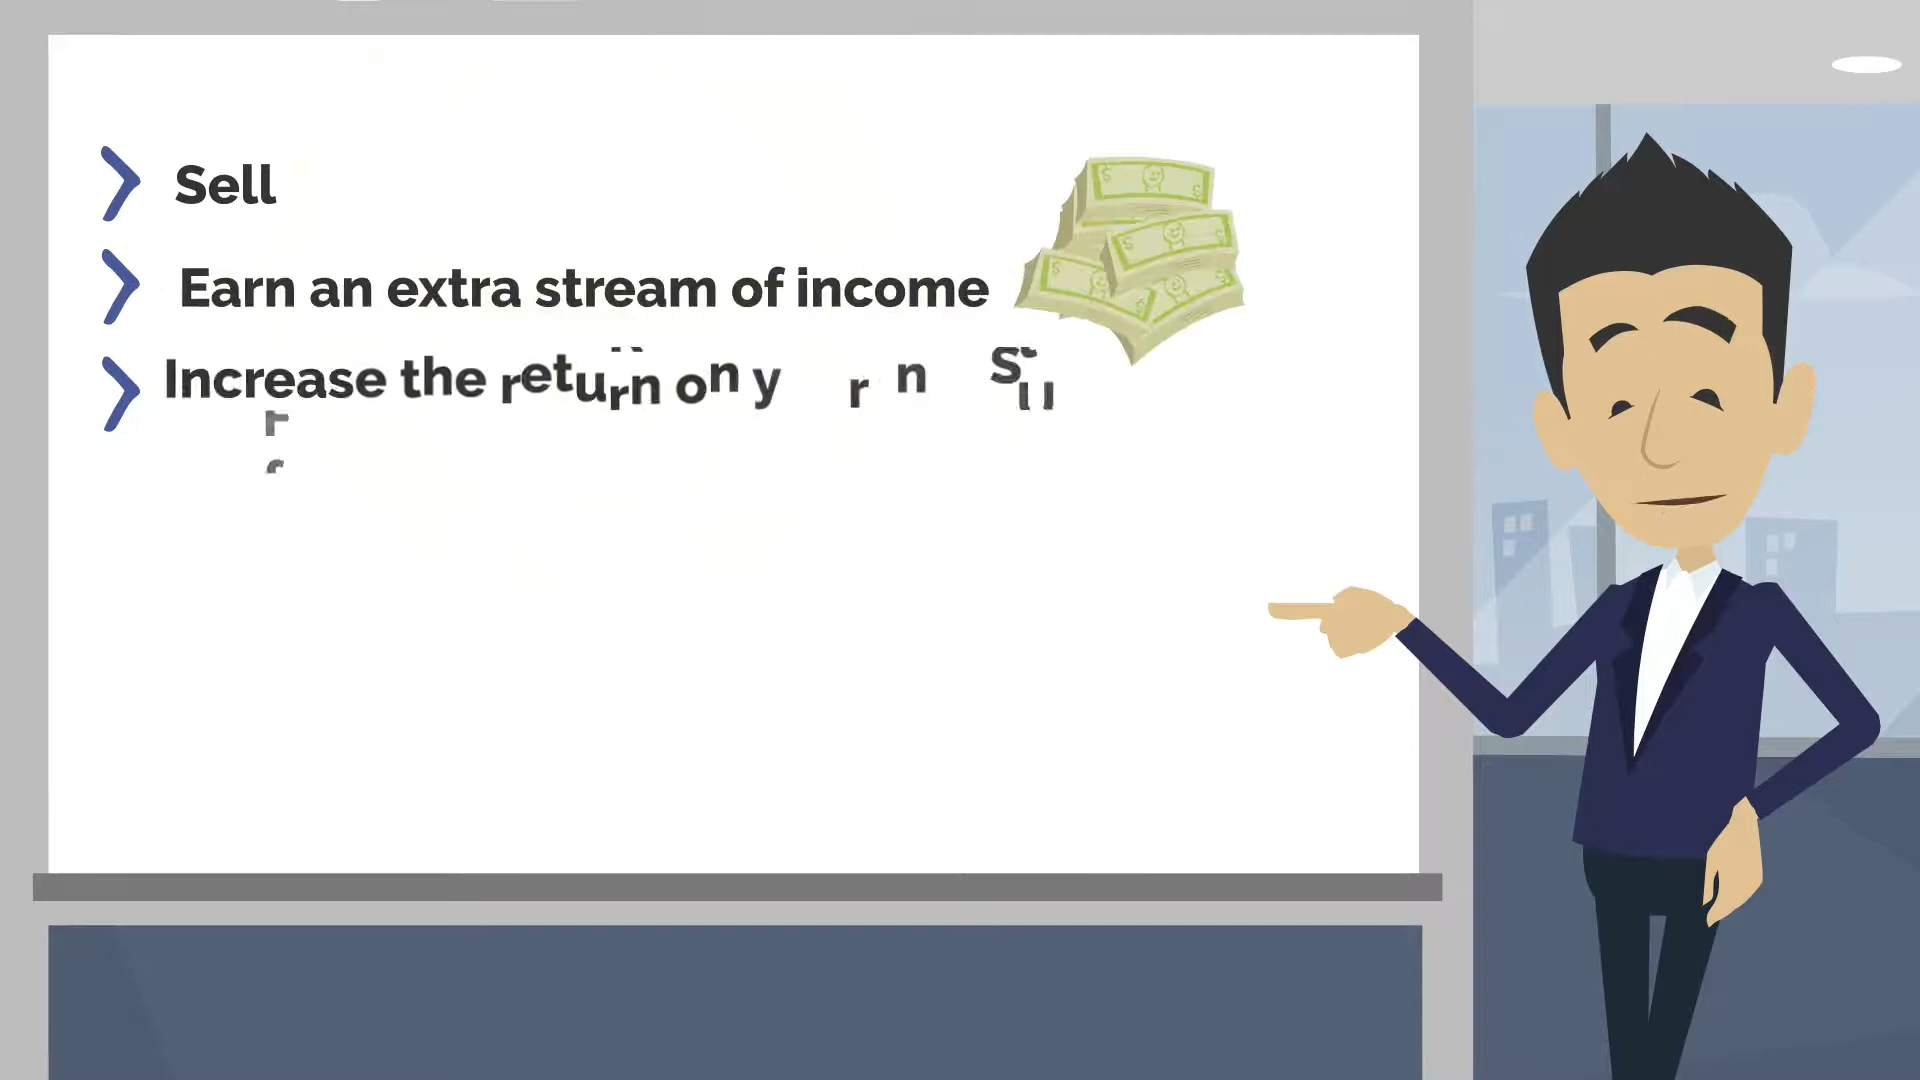 Sell
Earn an extra stream of income
Increase the return on